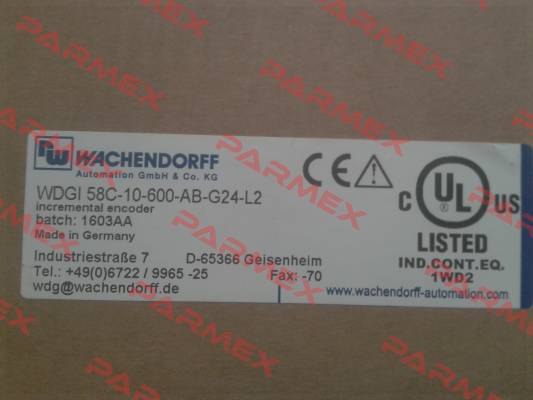 PARMEX
WACHENDORFF
Automation GmbH & Co. KG
WDGI 58C-10-600-AB-G24-L2
incremental encoder
batch: 1603AA
Made in Germany
Industriestraße 7 D-65366 Geisenheim
Tel.: +49(0)6722 / 9965 -25 Fax: -70
wdg@wachendorff.de
CE
C UL US
LISTED
IND.CONT.EQ.
1WD2
www.wachendorff-automation.com